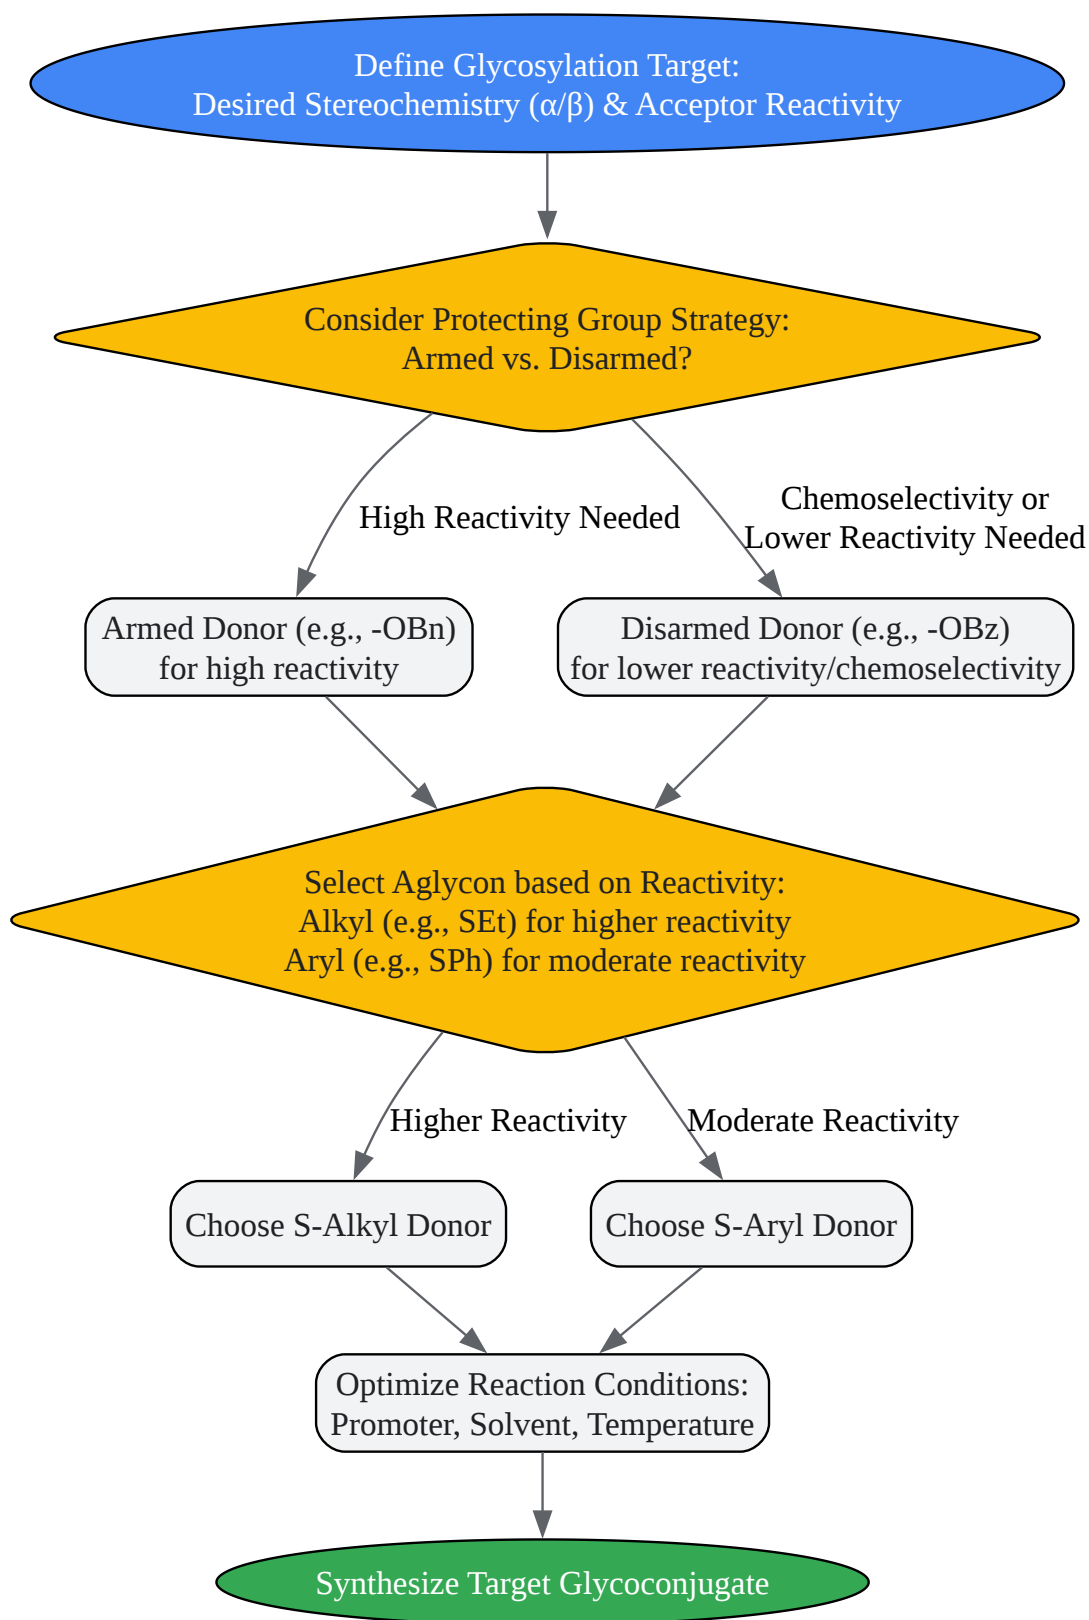 Define Glycosylation Target:
Desired Stereochemistry (α/β) & Acceptor Reactivity
Consider Protecting Group Strategy:
Armed vs. Disarmed?
High Reactivity Needed
Chemoselectivity or
Lower Reactivity Needed
Armed Donor (e.g., -OBn)
for high reactivity
Disarmed Donor (e.g., -OBz)
for lower reactivity/chemoselectivity
Select Aglycon based on Reactivity:
Alkyl (e.g., SEt) for higher reactivity
Aryl (e.g., SPh) for moderate reactivity
Higher Reactivity
Moderate Reactivity
Choose S-Alkyl Donor
Choose S-Aryl Donor
Optimize Reaction Conditions:
Promoter, Solvent, Temperature
Synthesize Target Glycoconjugate